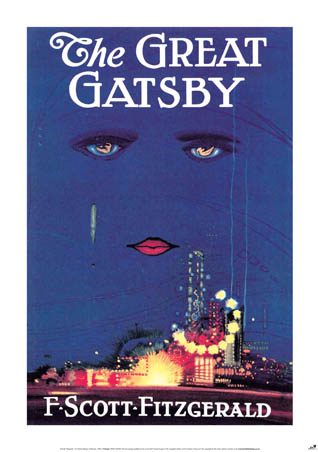 The GREAT
GATSBY
F·SCOTT·FITZGERALD